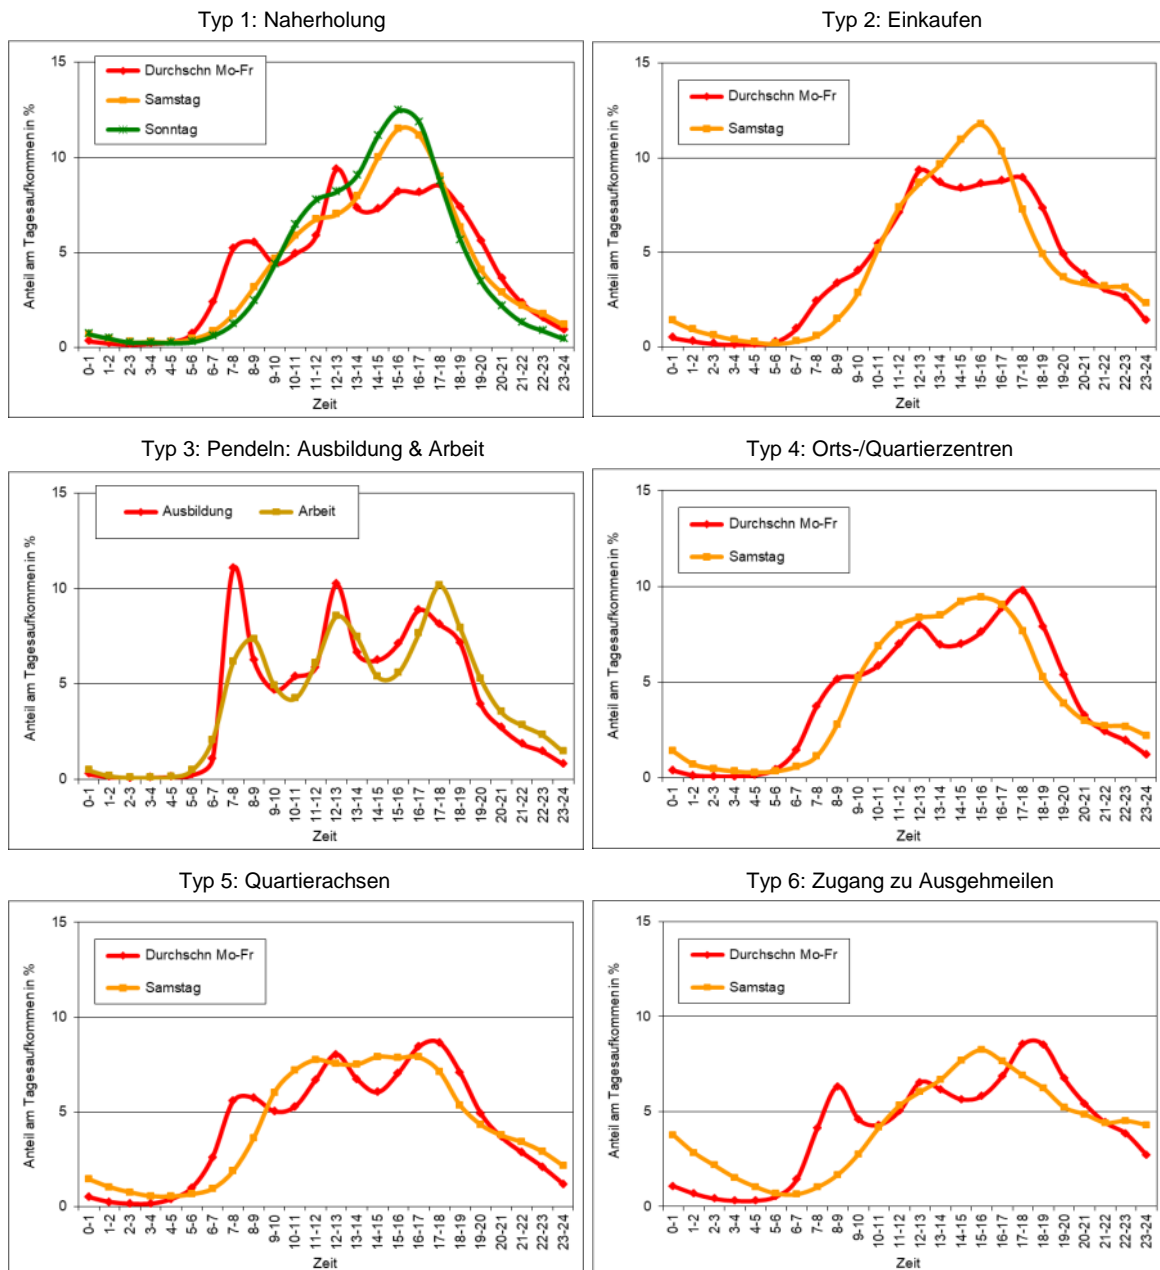 Typ 1: Naherholung
15
10
5
0
Anteil am Tagesaufkommen in %
Durchschn Mo-Fr
Samstag
Sonntag
0-1 1-2 2-3 3-4 4-5 5-6 6-7 7-8 8-9 9-10 10-11 11-12 12-13 13-14 14-15 15-16 16-17 17-18 18-19 19-20 20-21 21-22 22-23 23-24
Zeit
Typ 2: Einkaufen
15
10
5
0
Anteil am Tagesaufkommen in %
Durchschn Mo-Fr
Samstag
0-1 1-2 2-3 3-4 4-5 5-6 6-7 7-8 8-9 9-10 10-11 11-12 12-13 13-14 14-15 15-16 16-17 17-18 18-19 19-20 20-21 21-22 22-23 23-24
Zeit
Typ 3: Pendeln: Ausbildung & Arbeit
15
10
5
0
Anteil am Tagesaufkommen in %
Ausbildung Arbeit
0-1 1-2 2-3 3-4 4-5 5-6 6-7 7-8 8-9 9-10 10-11 11-12 12-13 13-14 14-15 15-16 16-17 17-18 18-19 19-20 20-21 21-22 22-23 23-24
Zeit
Typ 4: Orts-/Quartierzentren
15
10
5
0
Anteil am Tagesaufkommen in %
Durchschn Mo-Fr
Samstag
0-1 1-2 2-3 3-4 4-5 5-6 6-7 7-8 8-9 9-10 10-11 11-12 12-13 13-14 14-15 15-16 16-17 17-18 18-19 19-20 20-21 21-22 22-23 23-24
Zeit
Typ 5: Quartierachsen
15
10
5
0
Anteil am Tagesaufkommen in %
Durchschn Mo-Fr
Samstag
0-1 1-2 2-3 3-4 4-5 5-6 6-7 7-8 8-9 9-10 10-11 11-12 12-13 13-14 14-15 15-16 16-17 17-18 18-19 19-20 20-21 21-22 22-23 23-24
Zeit
Typ 6: Zugang zu Ausgehmeilen
15
10
5
0
Anteil am Tagesaufkommen in %
Durchschn Mo-Fr
Samstag
0-1 1-2 2-3 3-4 4-5 5-6 6-7 7-8 8-9 9-10 10-11 11-12 12-13 13-14 14-15 15-16 16-17 17-18 18-19 19-20 20-21 21-22 22-23 23-24
Zeit